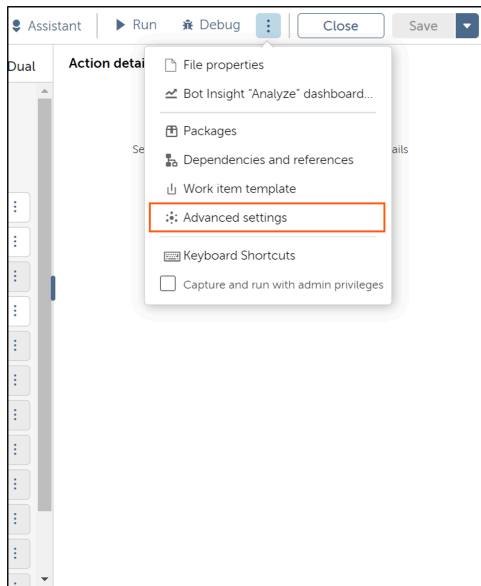 Assistant Run Debug Close Save
Dual Action detai
File properties
Bot Insight “Analyze” dashboard...
Packages
Se ails
Dependencies and references
Work item template
Advanced settings
Keyboard Shortcuts
Capture and run with admin privileges